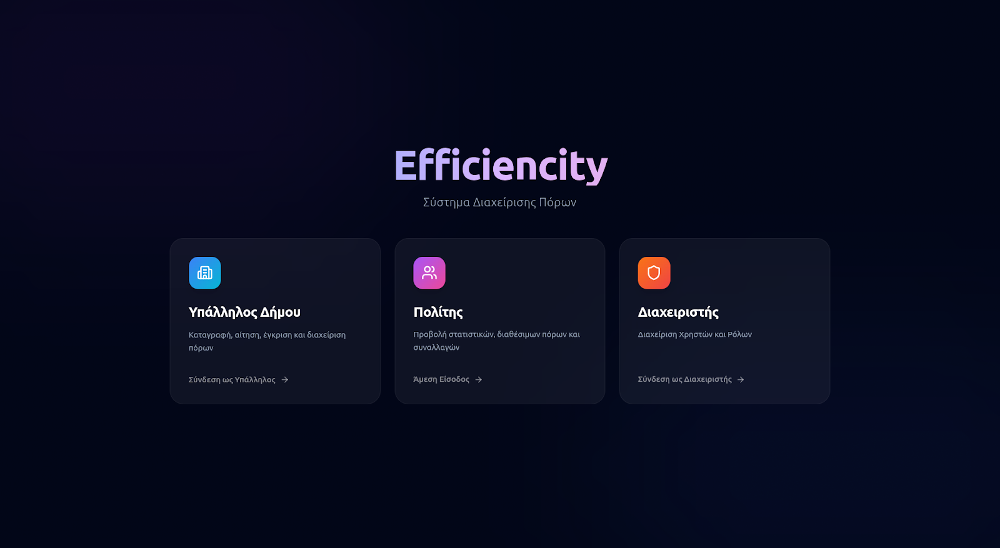 Efficiencity
Σύστημα Διαχείρισης Πόρων
Υπάλληλος Δήμου
Καταγραφή, αίτηση, έγκριση και διαχείριση
πόρων
Σύνδεση ως Υπάλληλος →
Πολίτης
Προβολή στατιστικών, διαθέσιμων πόρων και
συναλλαγών
Άμεση Είσοδος →
Διαχειριστής
Διαχείριση Χρηστών και Ρόλων
Σύνδεση ως Διαχειριστής →